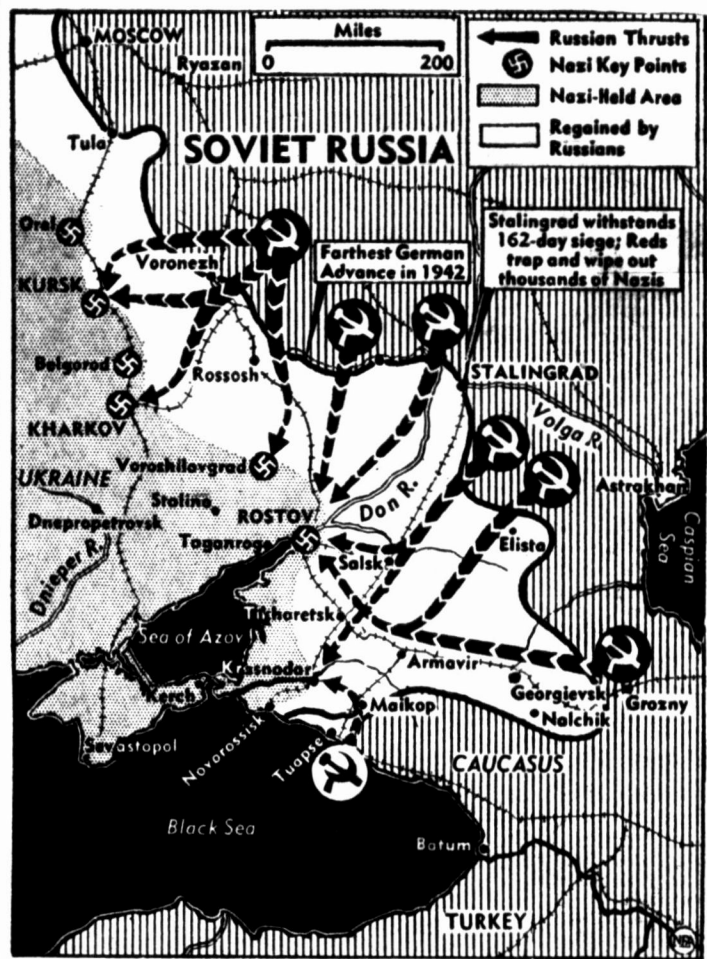 MOSCOW
Ryazan
Miles
0 200
Russian Thrusts
Nazi Key Points
Nazi-Held Area
Regained by
Russians
Tula
SOVIET RUSSIA
Orel
Voronezh
Farthest German
Advance in 1942
Stalingrad withstands
162-day siege; Reds
trap and wipe out
thousands of Nazis
KURSK
Belgorod
Rossosh
STALINGRAD
KHARKOV
Volga R.
Voroshilovgrad
UKRAINE
Stalino
Astrakhan
Dnepropetrovsk
ROSTOV
Don R.
Taganrog
Elista
Caspian
Sea
Dnieper R.
Salsk
Sea of Azov
Tikharetsk
Krasnodar
Armavir
Kerch
Georgievsk
Grozny
Maikop
Nalchik
Sevastopol
Novorossisk
Tuapse
CAUCASUS
Black Sea
Batum
TURKEY
NEA